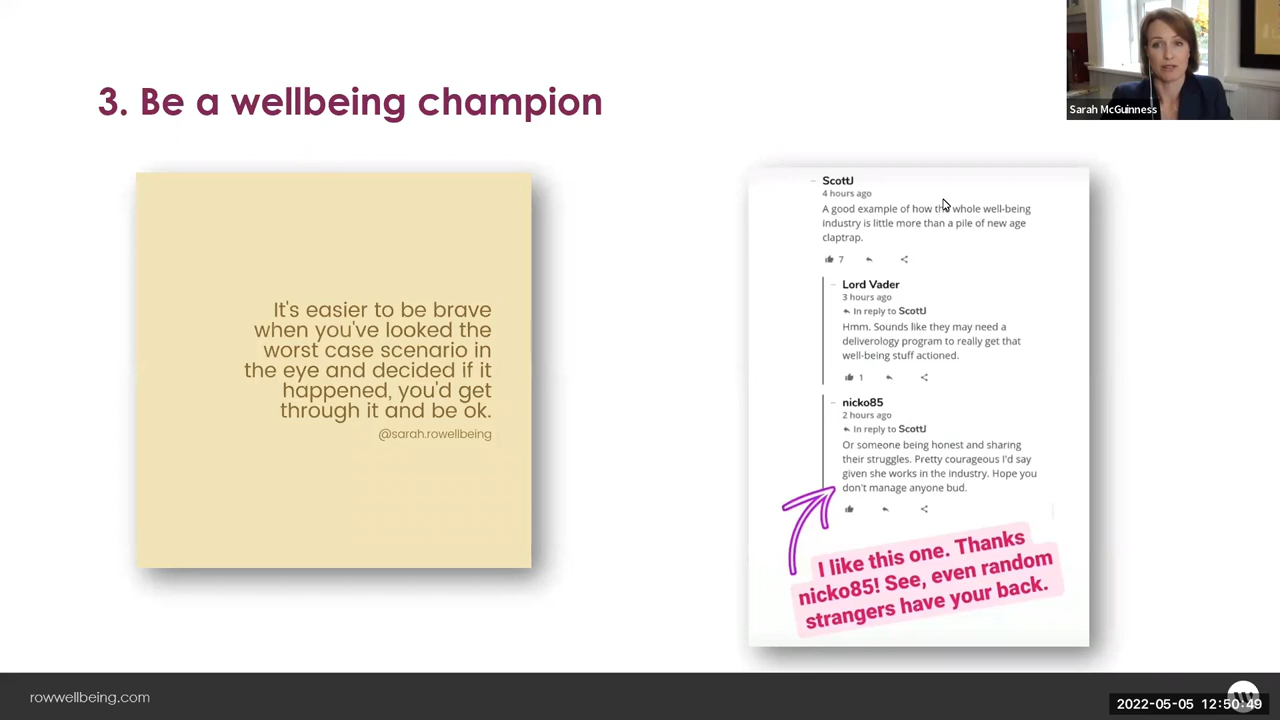 3. Be a wellbeing champion
Sarah McGuinness
It's easier to be brave
when you've looked the
worst case scenario in
the eye and decided if it
happened, you'd get
through it and be ok.
@sarah.rowellbeing
ScottJ
4 hours ago
A good example of how the whole well-being
industry is little more than a pile of new age
claptrap.
7
Lord Vader
3 hours ago
In reply to ScottJ
Hmm. Sounds like they may need a
deliverology program to really get that
well-being stuff actioned.
1
nicko85
2 hours ago
In reply to ScottJ
Or someone being honest and sharing
their struggles. Pretty courageous I'd say
given she works in the industry. Hope you
don't manage anyone bud.
I like this one. Thanks
nicko85! See, even random
strangers have your back.
rowwellbeing.com
2022-05-05 12:50:49